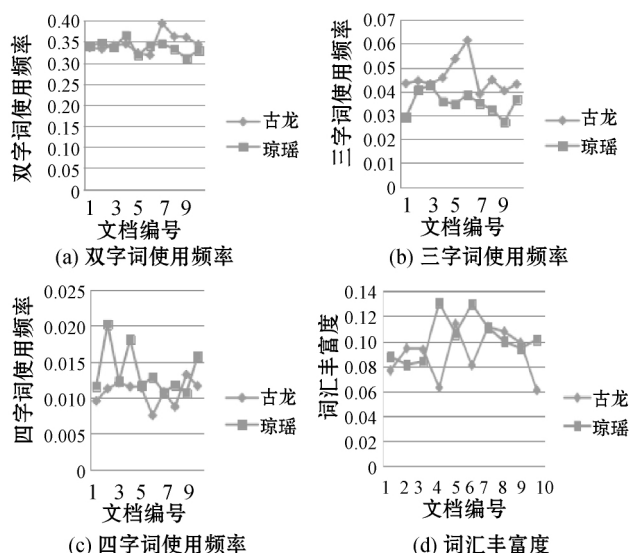 0.40
0.35
0.30
0.25
0.20
0.15
0.10
0.05
0
双字词使用频率
1 3 5 7 9
文档编号
古龙
琼瑶
(a) 双字词使用频率
0.07
0.06
0.05
0.04
0.03
0.02
0.01
0
三字词使用频率
1 3 5 7 9
文档编号
古龙
琼瑶
(b) 三字词使用频率
0.025
0.020
0.015
0.010
0.005
0
四字词使用频率
1 3 5 7 9
文档编号
古龙
琼瑶
(c) 四字词使用频率
0.14
0.12
0.10
0.08
0.06
0.04
0.02
0
词汇丰富度
1 2 3 4 5 6 7 8 9 10
文档编号
古龙
琼瑶
(d) 词汇丰富度